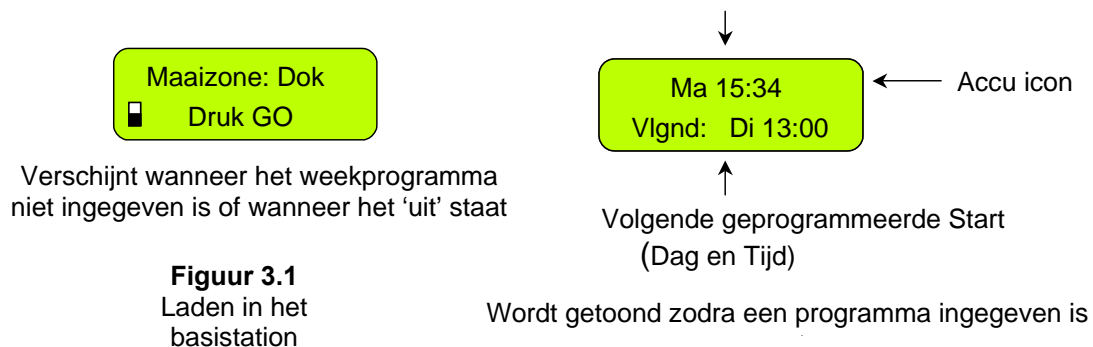 Maaizone: Dok
Druk GO
Verschijnt wanneer het weekprogramma
niet ingegeven is of wanneer het ‘uit’ staat
Figuur 3.1
Laden in het
basistation
Ma 15:34
Accu icon
Vlgnd: Di 13:00
Volgende geprogrammeerde Start
(Dag en Tijd)
Wordt getoond zodra een programma ingegeven is